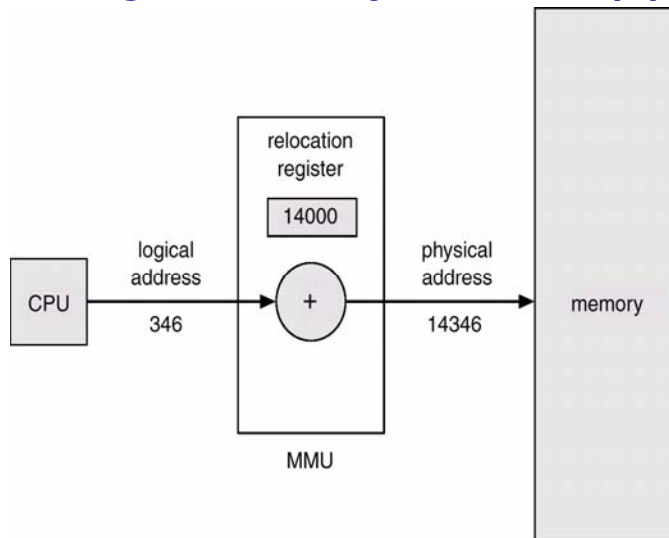 relocation
register
14000
logical
address
physical
address
CPU
+
memory
346
14346
MMU